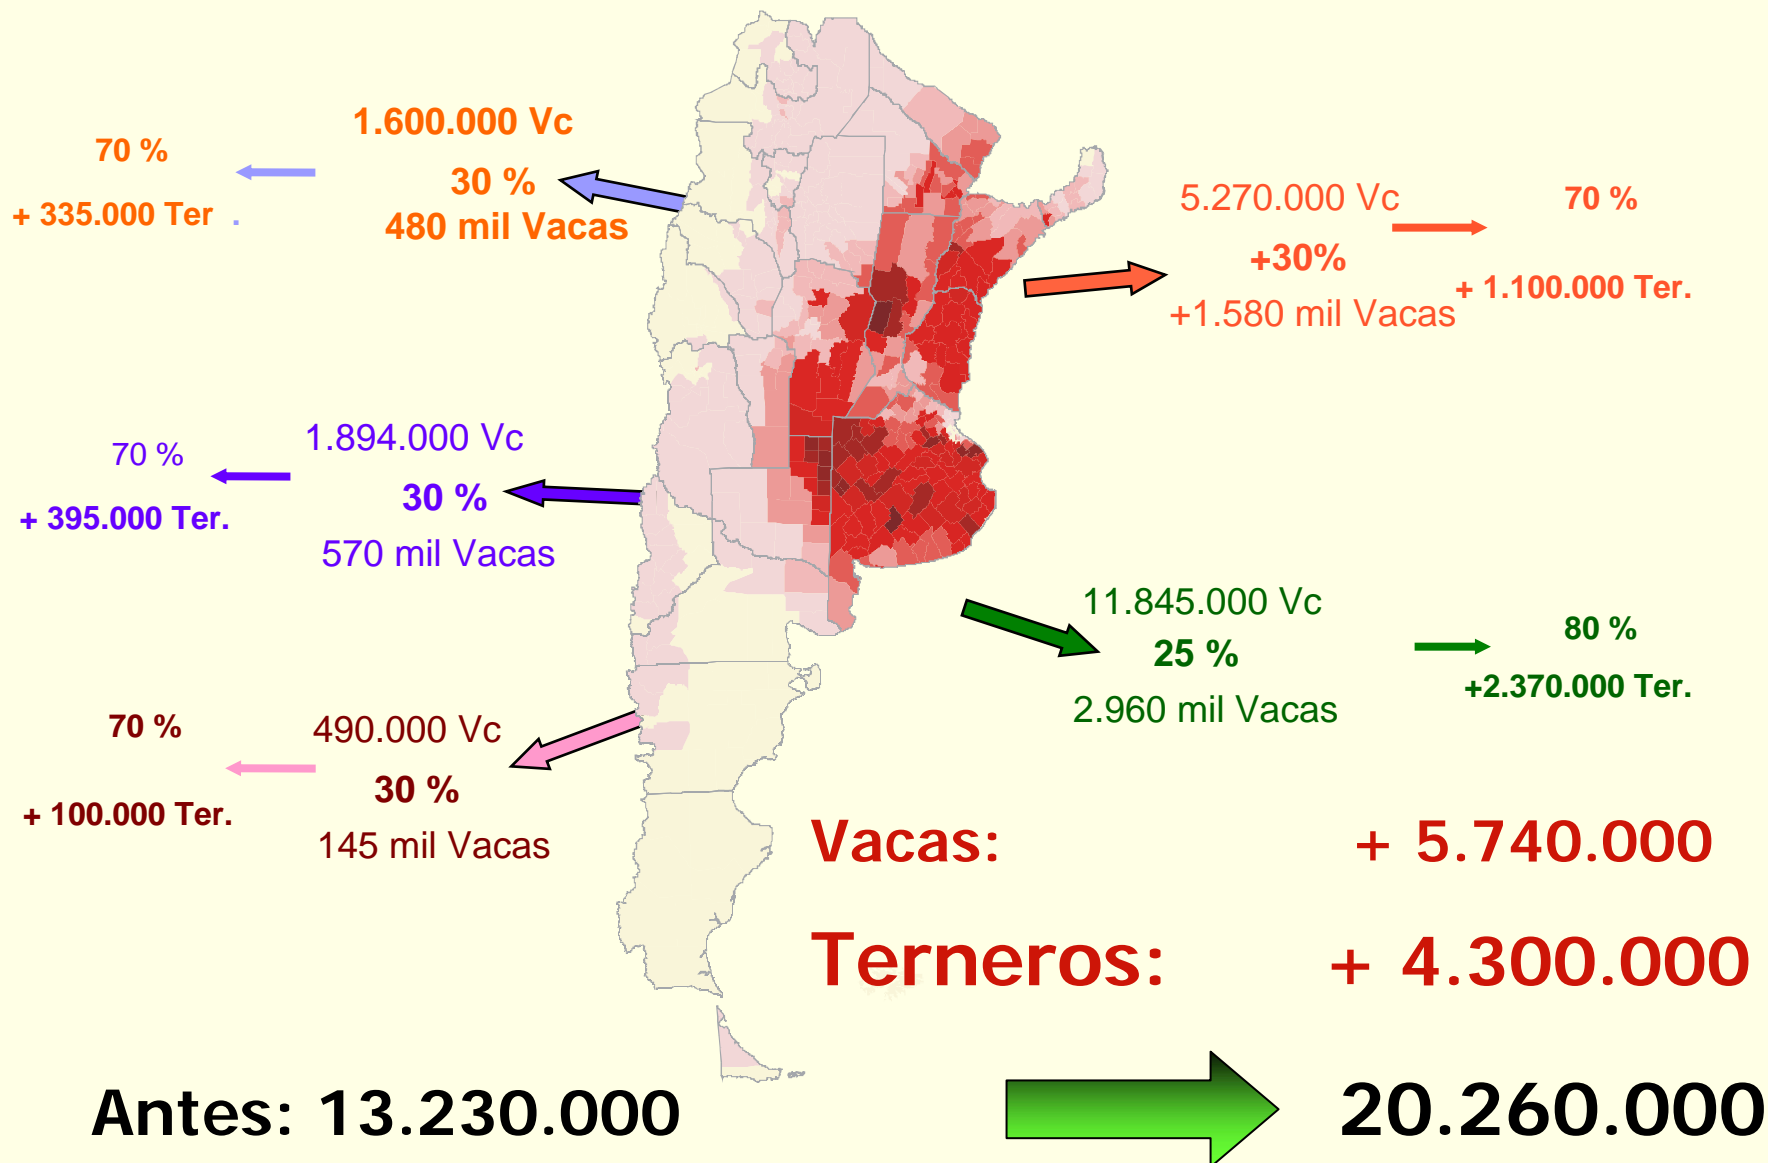 1.600.000 Vc
70 %
30 %
+ 335.000 Ter .
480 mil Vacas
5.270.000 Vc
70 %
+30%
+ 1.100.000 Ter.
+1.580 mil Vacas
1.894.000 Vc
70 %
30 %
+ 395.000 Ter.
570 mil Vacas
11.845.000 Vc
80 %
25 %
+2.370.000 Ter.
2.960 mil Vacas
490.000 Vc
70 %
30 %
+ 100.000 Ter.
145 mil Vacas
Vacas: + 5.740.000
Terneros: + 4.300.000
Antes: 13.230.000 20.260.000